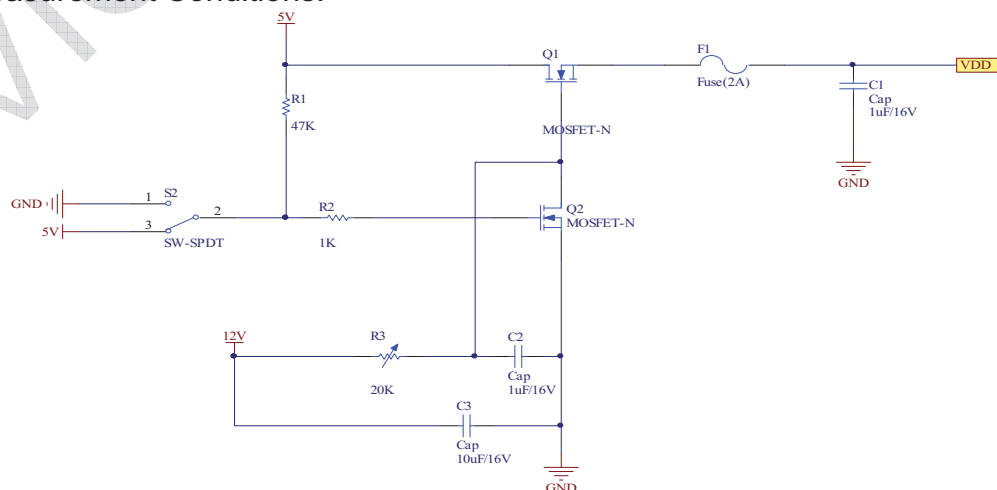 5V
Q1
F1
Fuse(2A)
VDD
C1
Cap
1uF/16V
R1
47K
MOSFET-N
GND
GND
1
S2
2
5V
3
SW-SPDT
R2
1K
Q2
MOSFET-N
12V
R3
20K
C2
Cap
1uF/16V
C3
Cap
10uF/16V
GND